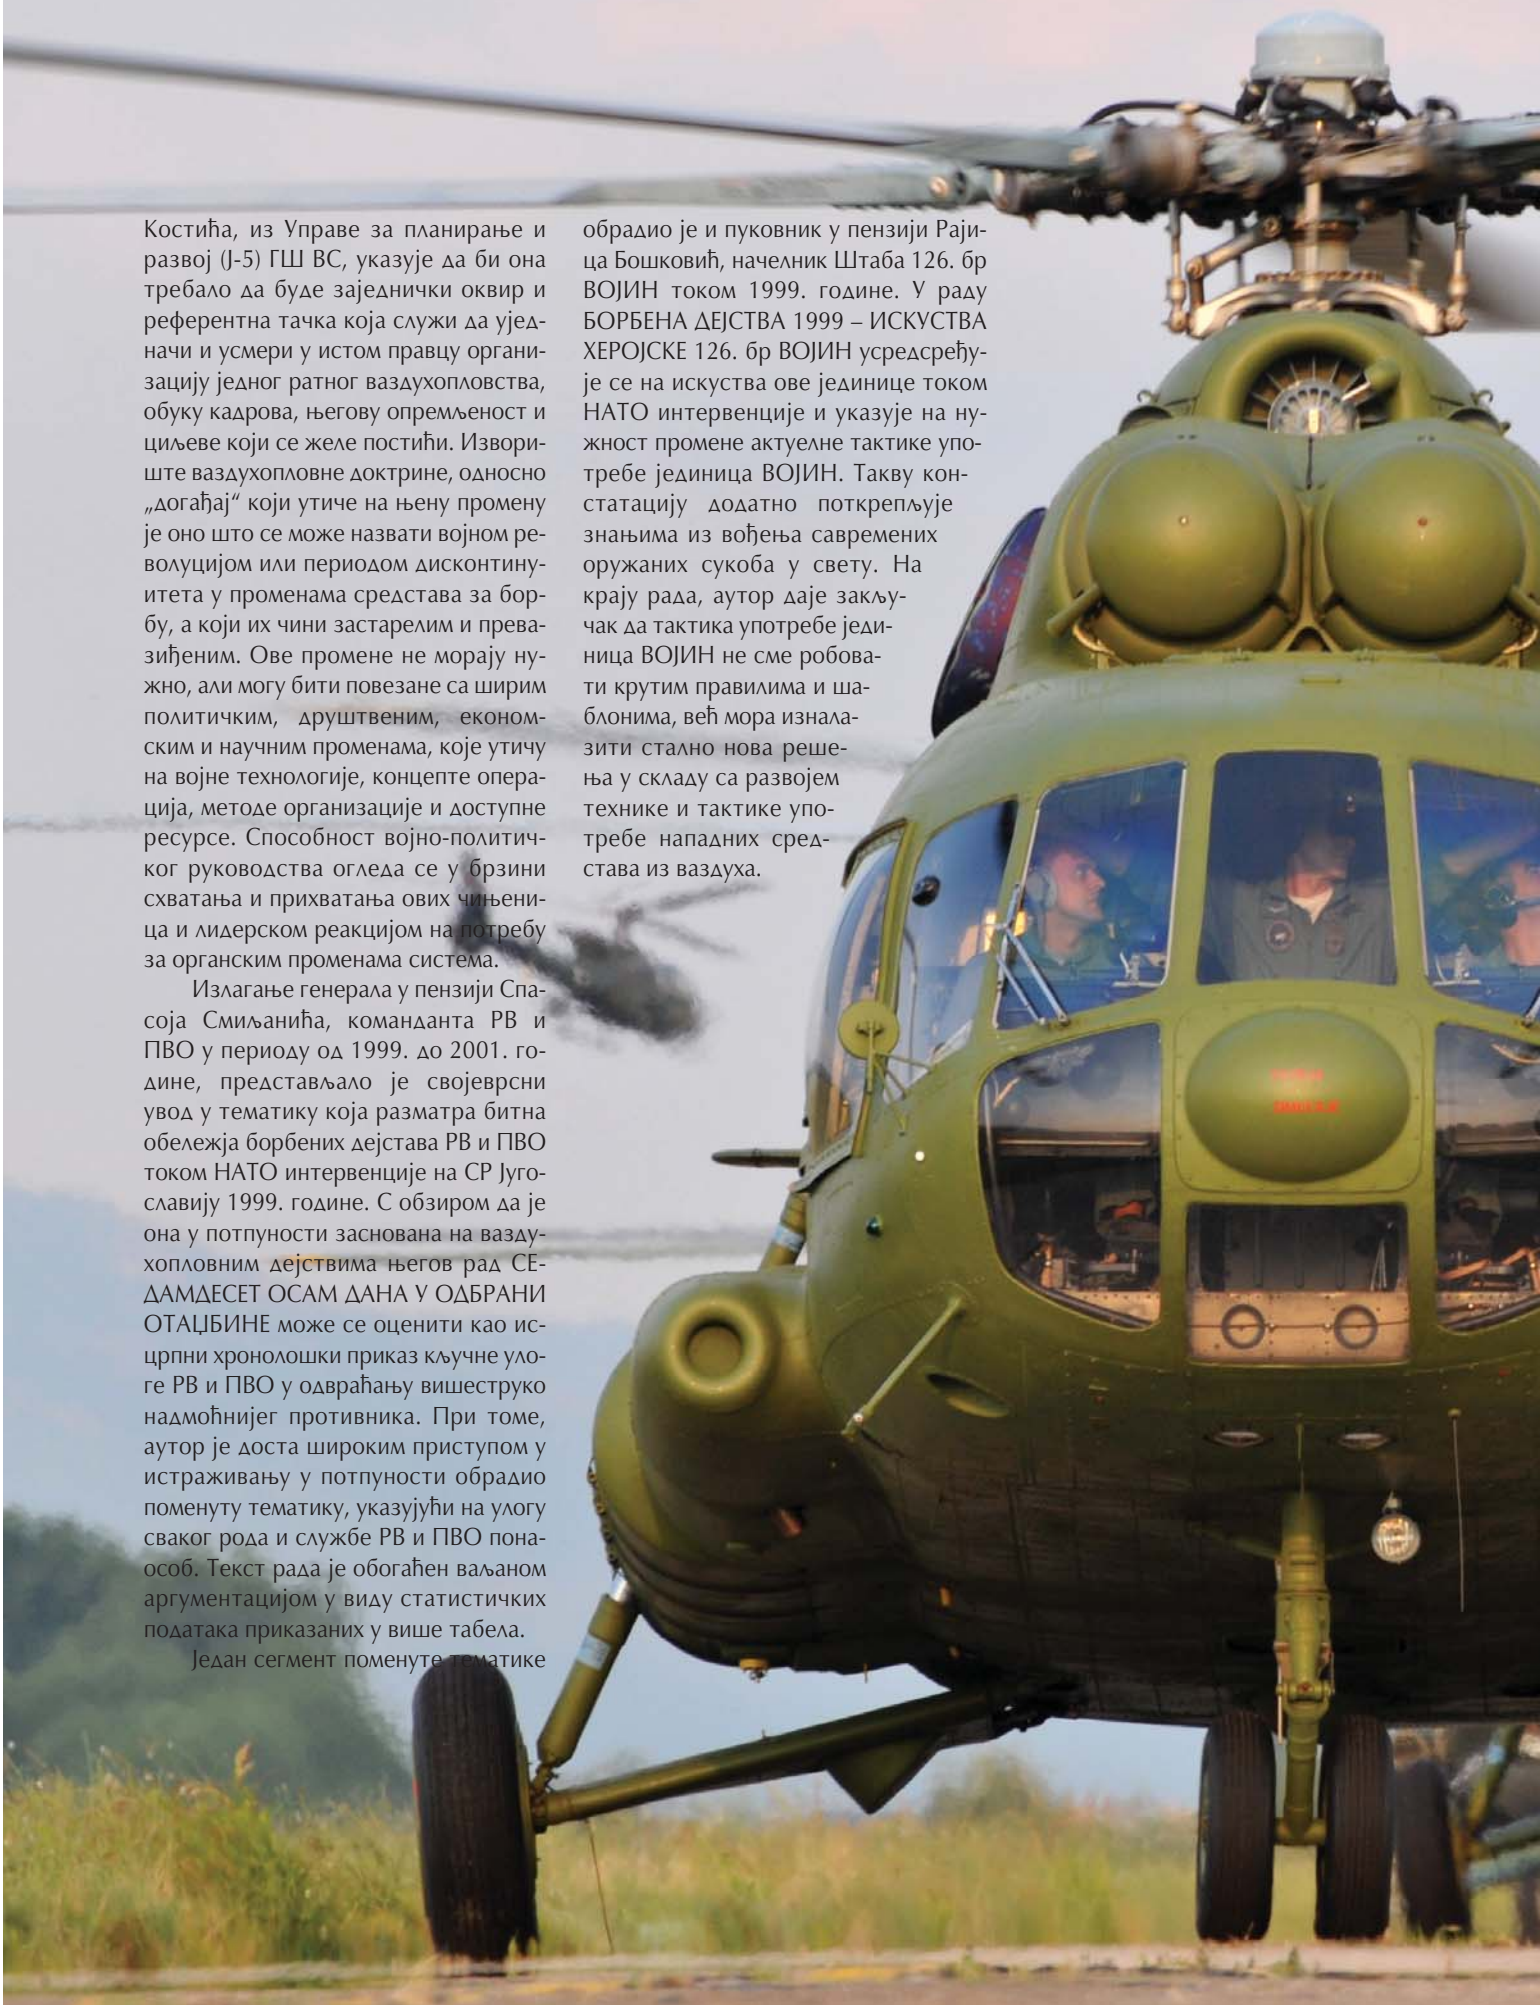 Костића, из Управе за планирање и
развој (Ј-5) ГШ ВС, указује да би она
требало да буде заједнички оквир и
референтна тачка која служи да ујед-
начи и усмери у истом правцу органи-
зацију једног ратног ваздухопловства,
обуку кадрова, његову опремљеност и
циљеве који се желе постићи. Извори-
ште ваздухопловне доктрине, односно
„догађај“ који утиче на њену промену
је оно што се може назвати војном ре-
волуцијом или периодом дисконтину-
итета у променама средстава за бор-
бу, а који их чини застарелим и прева-
зиђеним. Ове промене не морају ну-
жно, али могу бити повезане са ширим
политичким, друштвеним, економ-
ским и научним променама, које утичу
на војне технологије, концепте опера-
ција, методе организације и доступне
ресурсе. Способност војно-политич-
ког руководства огледа се у брзини
схватања и прихватања ових чињени-
ца и лидерском реакцијом на потребу
за органским променама система.
Излагање генерала у пензији Спа-
соја Смиљанића, команданта РВ и
ПВО у периоду од 1999. до 2001. го-
дине, представљало је својеврсни
увод у тематику која разматра битна
обележја борбених дејстава РВ и ПВО
током НАТО интервенције на СР Југо-
славију 1999. године. С обзиром да је
она у потпуности заснована на вазду-
хопловним дејствима његов рад СЕ-
ДАМДЕСЕТ ОСАМ ДАНА У ОДБРАНИ
ОТАЏБИНЕ може се оценити као ис-
црпни хронолошки приказ кључне уло-
ге РВ и ПВО у одвраћању вишеструко
надмоћнијег противника. При томе,
аутор је доста широким приступом у
истраживању у потпуности обрадио
поменуту тематику, указујући на улогу
сваког рода и службе РВ и ПВО пона-
особ. Текст рада је обогаћен ваљаном
аргументацијом у виду статистичких
података приказаних у више табела.
Један сегмент поменуте тематике
обрадио је и пуковник у пензији Раји-
ца Бошковић, начелник Штаба 126. бр
ВОЈИН током 1999. године. У раду
БОРБЕНА ДЕЈСТВА 1999 – ИСКУСТВА
ХЕРОЈСКЕ 126. бр ВОЈИН усредсређу-
је се на искуства ове јединице током
НАТО интервенције и указује на ну-
жност промене актуелне тактике упо-
требе јединица ВОЈИН. Такву кон-
статацију додатно поткрепљује
знањима из вођења савремених
оружаних сукоба у свету. На
крају рада, аутор даје закљу-
чак да тактика употребе једи-
ница ВОЈИН не сме робова-
ти крутим правилима и ша-
блонима, већ мора изнала-
зити стално нова реше-
ња у складу са развојем
технике и тактике упо-
требе нападних сред-
става из ваздуха.